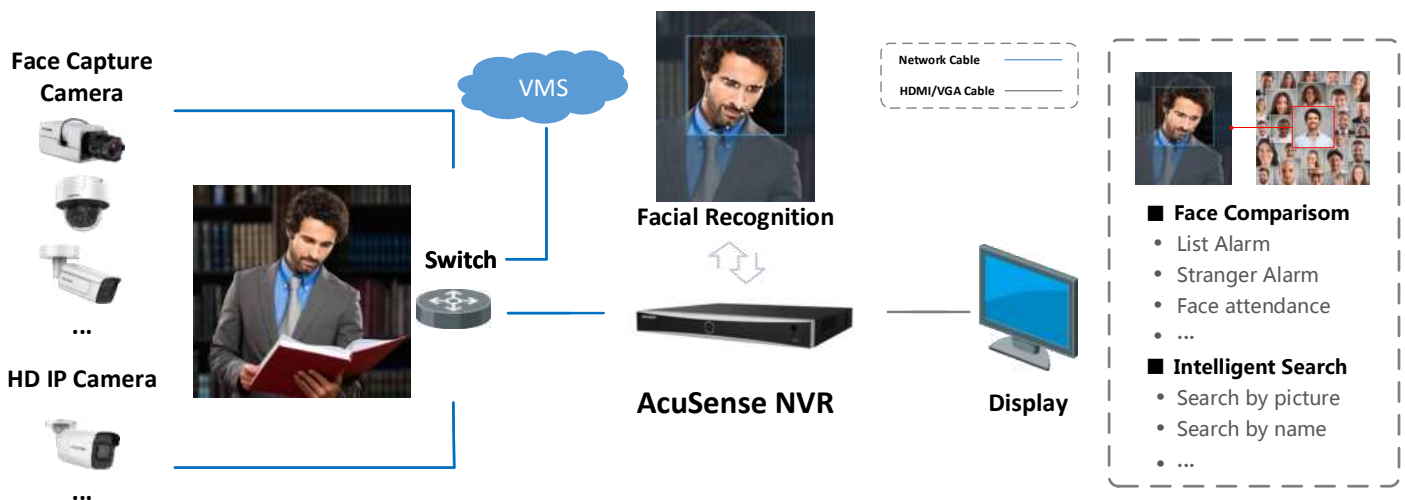 Face Capture
Camera
...
HD IP Camera
...
VMS
Switch
Facial Recognition
AcuSense NVR
Display
Network Cable
HDMI/VGA Cable
■ Face Comparisom
• List Alarm
• Stranger Alarm
• Face attendance
• ...
■ Intelligent Search
• Search by picture
• Search by name
• ...